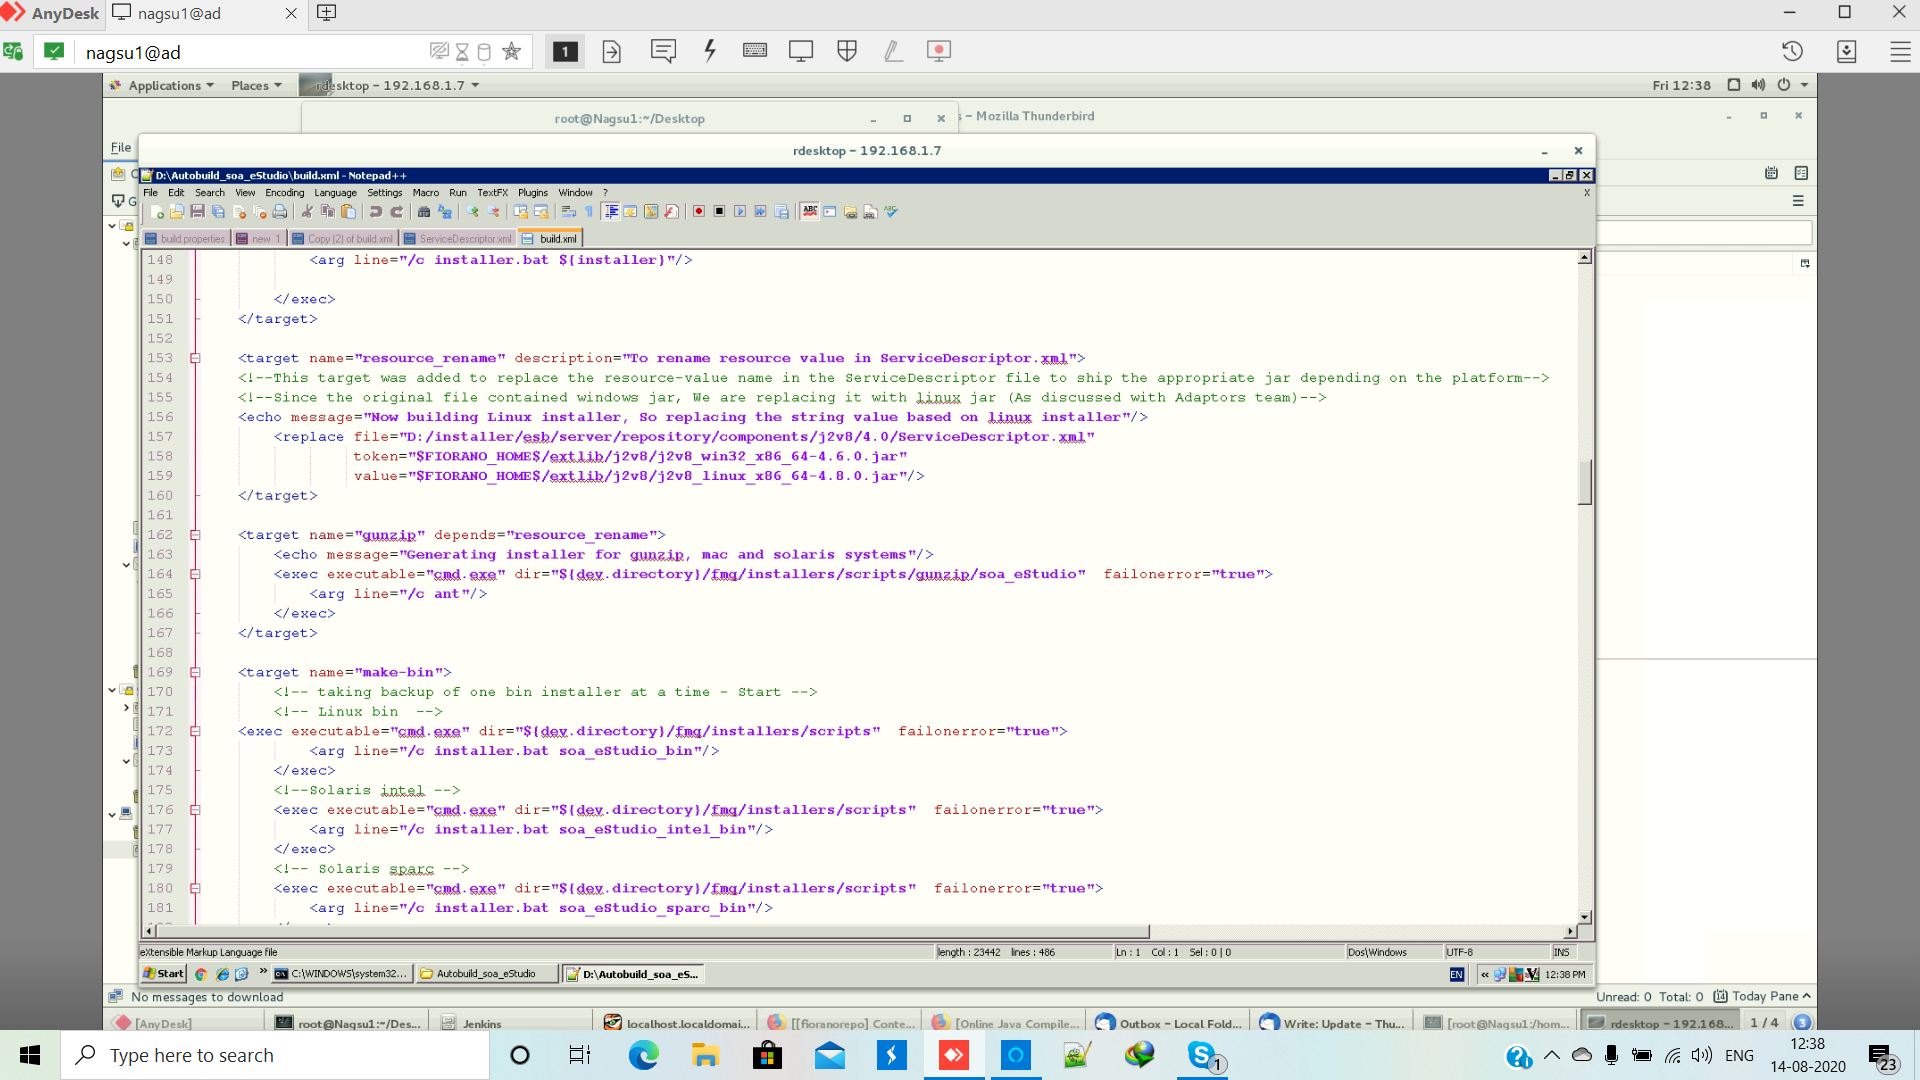 AnyDesk
nagsu1@ad
nagsu1@ad
1
Applications
Places
rdesktop - 192.168.1.7
Fri 12:38
root@Nagsu1:~/Desktop
s - Mozilla Thunderbird
File
rdesktop - 192.168.1.7
D:\Autobuild_soa_eStudio\build.xml - Notepad++
File Edit Search View Encoding Language Settings Macro Run TextFX Plugins Window ?
X
build.properties
new 1
Copy (2) of build.xml
ServiceDescriptor.xml
build.xml
148 <arg line="/c installer.bat ${installer}"/>
149
150 </exec>
151 </target>
152
153 <target name="resource_rename" description="To rename resource value in ServiceDescriptor.xml">
154 <!--This target was added to replace the resource-value name in the ServiceDescriptor file to ship the appropriate jar depending on the platform-->
155 <!--Since the original file contained windows jar, We are replacing it with linux jar (As discussed with Adaptors team)-->
156 <echo message="Now building Linux installer, So replacing the string value based on linux installer"/>
157 <replace file="D:/installer/esb/server/repository/components/j2v8/4.0/ServiceDescriptor.xml"
158 token="$FIORANO_HOME$/extlib/j2v8/j2v8_win32_x86_64-4.6.0.jar"
159 value="$FIORANO_HOME$/extlib/j2v8/j2v8_linux_x86_64-4.8.0.jar"/>
160 </target>
161
162 <target name="gunzip" depends="resource_rename">
163 <echo message="Generating installer for gunzip, mac and solaris systems"/>
164 <exec executable="cmd.exe" dir="${dev.directory}/fmq/installers/scripts/gunzip/soa_eStudio" failonerror="true">
165 <arg line="/c ant"/>
166 </exec>
167 </target>
168
169 <target name="make-bin">
170 <!-- taking backup of one bin installer at a time - Start -->
171 <!-- Linux bin -->
172 <exec executable="cmd.exe" dir="${dev.directory}/fmq/installers/scripts" failonerror="true">
173 <arg line="/c installer.bat soa_eStudio_bin"/>
174 </exec>
175 <!--Solaris intel -->
176 <exec executable="cmd.exe" dir="${dev.directory}/fmq/installers/scripts" failonerror="true">
177 <arg line="/c installer.bat soa_eStudio_intel_bin"/>
178 </exec>
179 <!-- Solaris sparc -->
180 <exec executable="cmd.exe" dir="${dev.directory}/fmq/installers/scripts" failonerror="true">
181 <arg line="/c installer.bat soa_eStudio_sparc_bin"/>
eXtensible Markup Language file
length : 23442 lines : 486
Ln : 1 Col : 1 Sel : 0 | 0
Dos\Windows
UTF-8
INS
Start
C:\WINDOWS\system32...
Autobuild_soa_eStudio
D:\Autobuild_soa_eS...
EN
12:38 PM
No messages to download
Unread: 0 Total: 0
Today Pane
[AnyDesk]
root@Nagsu1:~/Des...
Jenkins
localhost.localdomai...
[[fioranorepo] Conte...
[Online Java Compile...
Outbox - Local Fold...
Write: Update - Thu...
[root@Nagsu1:/hom...
rdesktop - 192.168...
1 / 4
3
Type here to search
1
ENG
12:38
14-08-2020
23